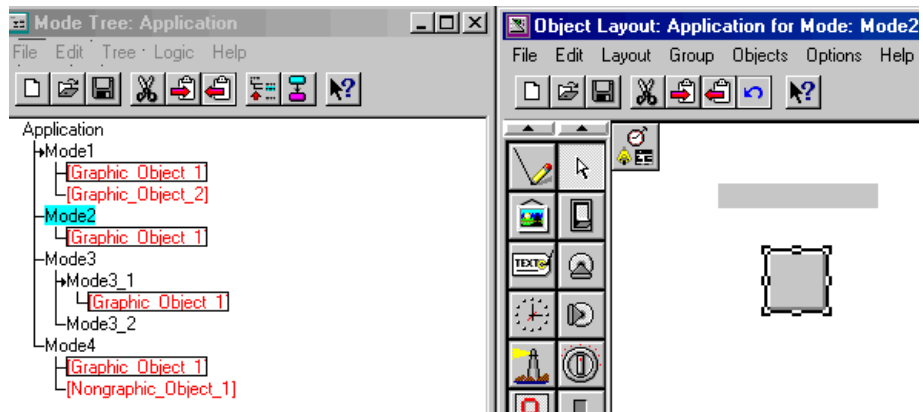 Mode Tree: Application
File Edit Tree Logic Help
Application
Mode1
[Graphic_Object_1]
[Graphic_Object_2]
Mode2
[Graphic_Object_1]
Mode3
Mode3_1
[Graphic_Object_1]
Mode3_2
Mode4
[Graphic_Object_1]
[Nongraphic_Object_1]
Object Layout: Application for Mode: Mode2
File Edit Layout Group Objects Options Help
TEXT